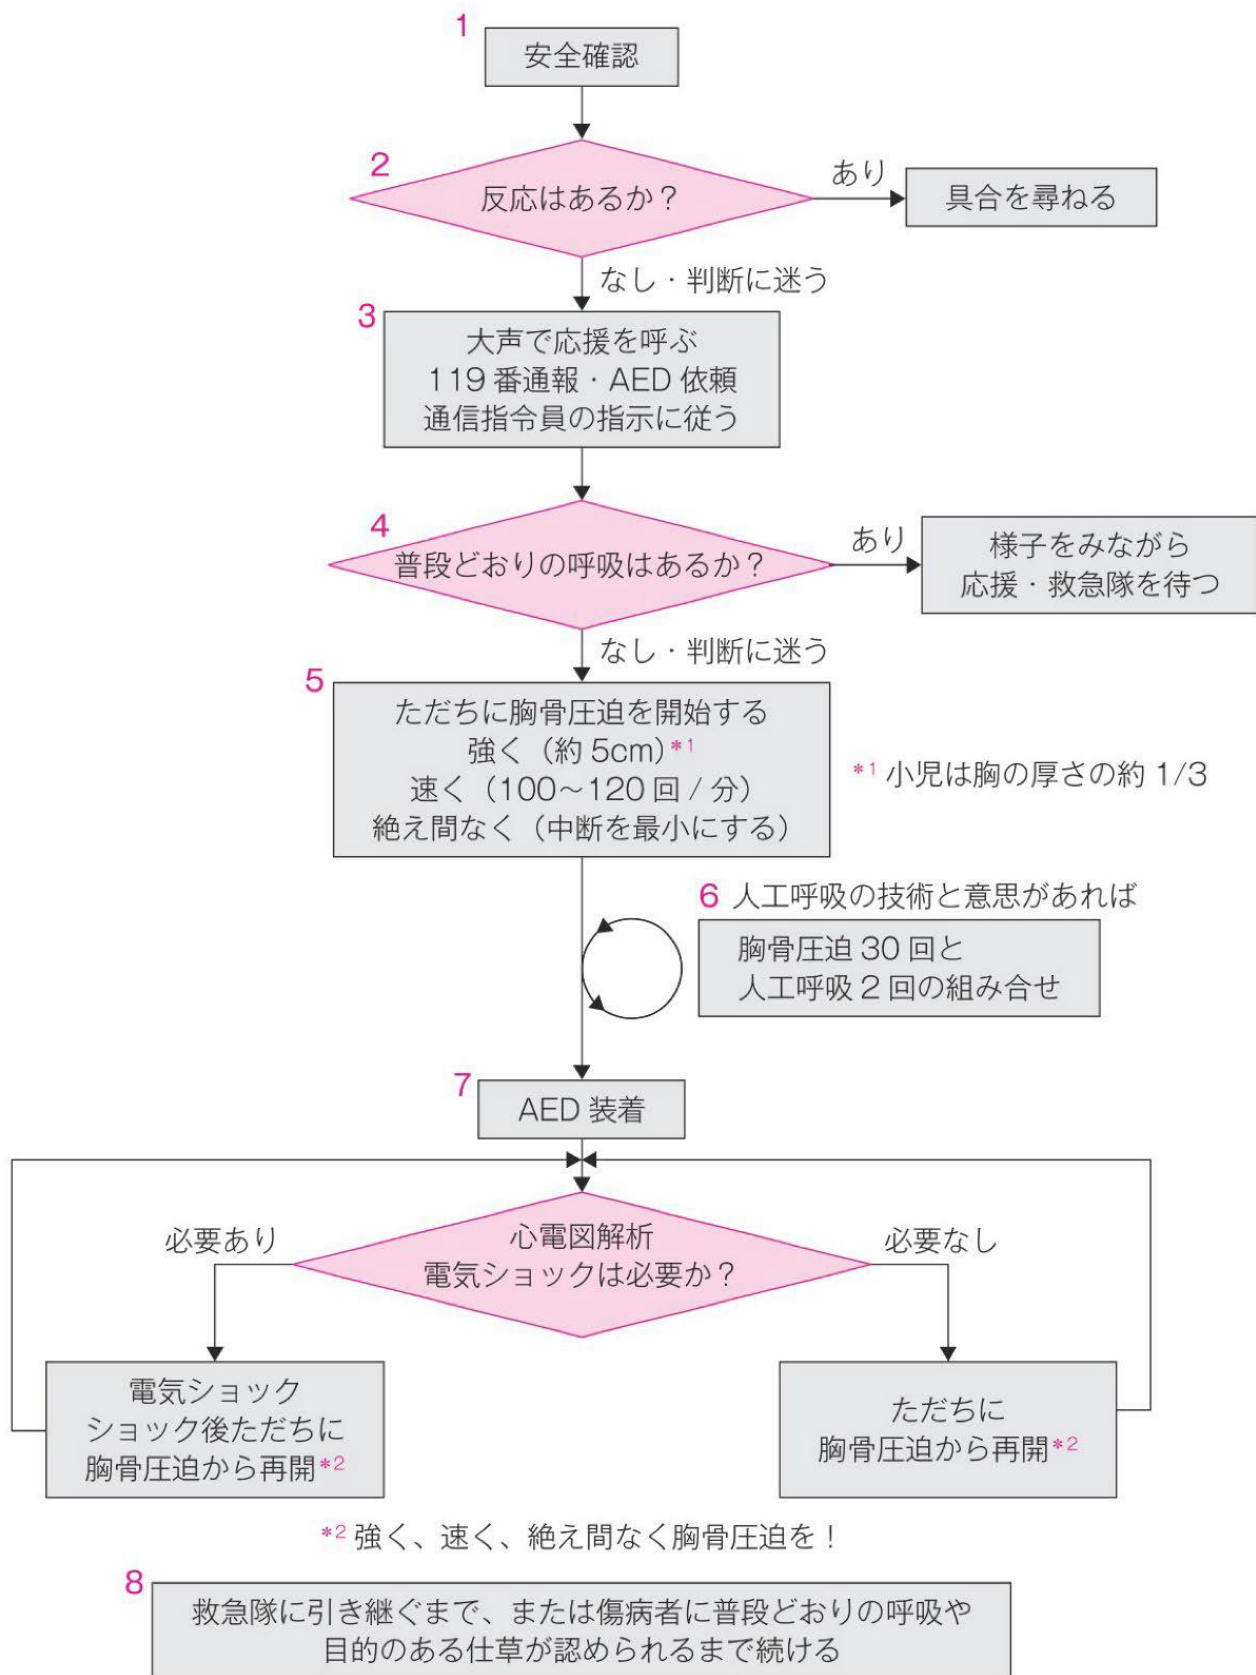 1
安全確認
2
反応はあるか？
あり
具合を尋ねる
なし・判断に迷う
3
大声で応援を呼ぶ
119番通報・AED依頼
通信指令員の指示に従う
4
普段どおりの呼吸はあるか？
あり
様子をみながら
応援・救急隊を待つ
なし・判断に迷う
5
ただちに胸骨圧迫を開始する
強く（約5cm）*1
速く（100～120回/分）
絶え間なく（中断を最小にする）
*1 小児は胸の厚さの約1/3
6 人工呼吸の技術と意思があれば
胸骨圧迫30回と
人工呼吸2回の組み合せ
7
AED装着
心電図解析
電気ショックは必要か？
必要あり
必要なし
電気ショック
ショック後ただちに
胸骨圧迫から再開*2
ただちに
胸骨圧迫から再開*2
*2 強く、速く、絶え間なく胸骨圧迫を！
8
救急隊に引き継ぐまで、または傷病者に普段どおりの呼吸や
目的のある仕草が認められるまで続ける